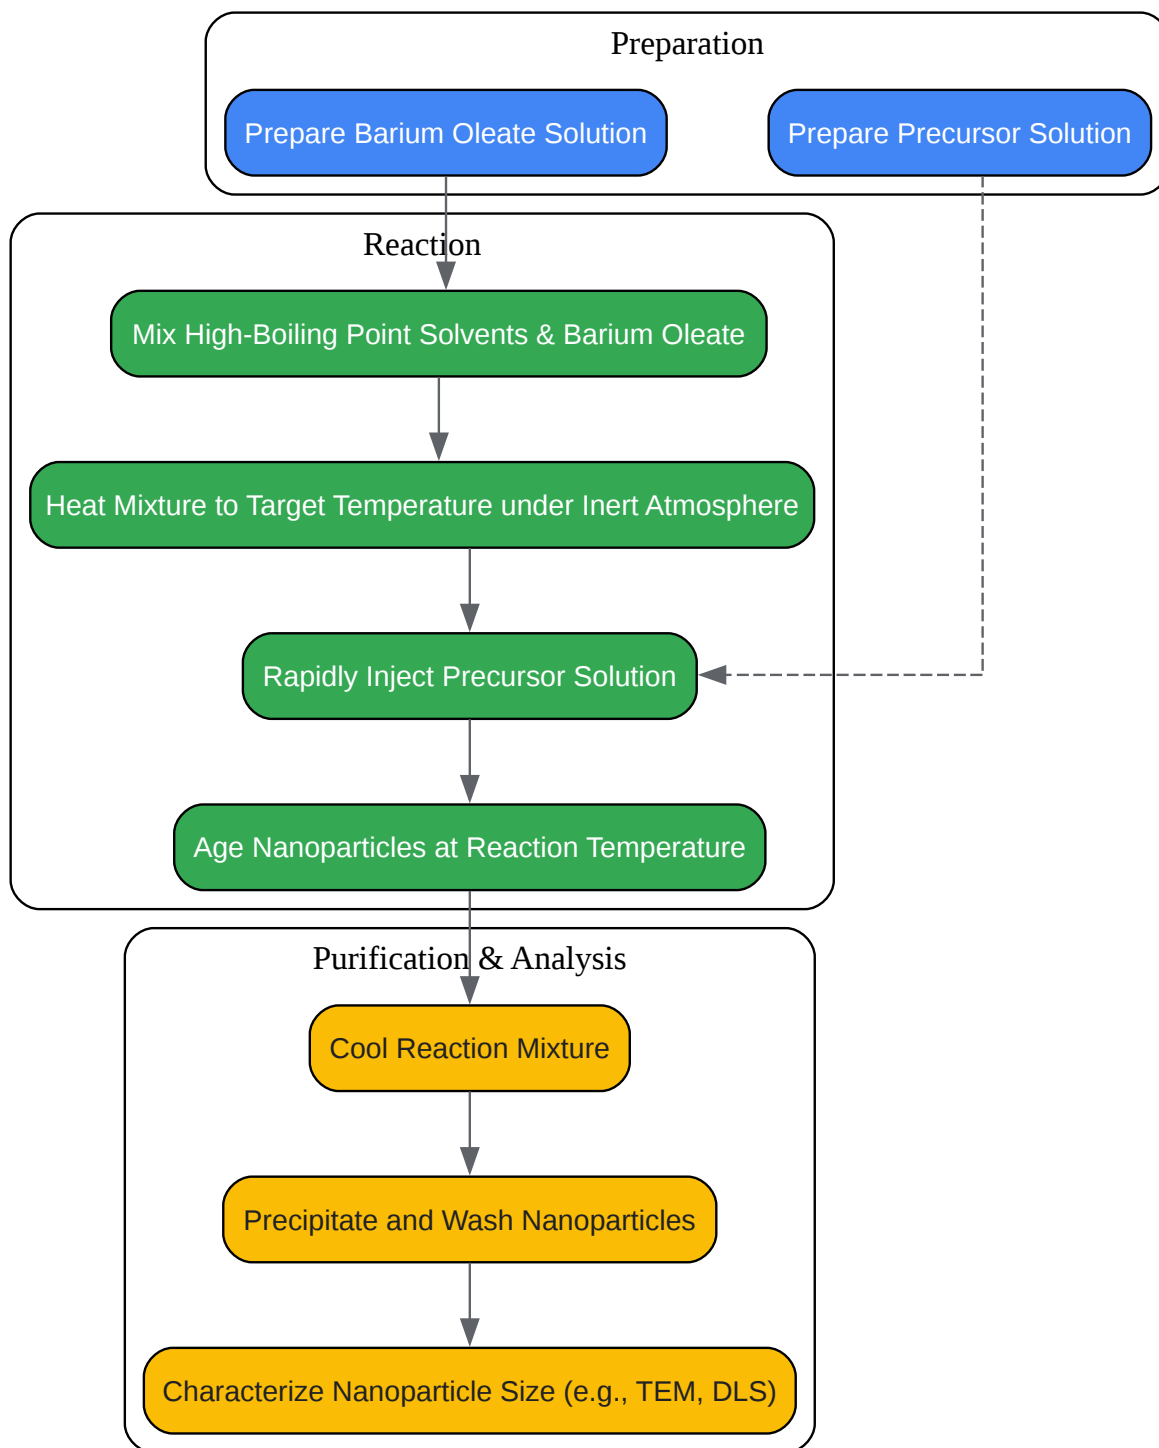 Preparation
Prepare Barium Oleate Solution
Prepare Precursor Solution
Reaction
Mix High-Boiling Point Solvents & Barium Oleate
Heat Mixture to Target Temperature under Inert Atmosphere
Rapidly Inject Precursor Solution
Age Nanoparticles at Reaction Temperature
Purification & Analysis
Cool Reaction Mixture
Precipitate and Wash Nanoparticles
Characterize Nanoparticle Size (e.g., TEM, DLS)